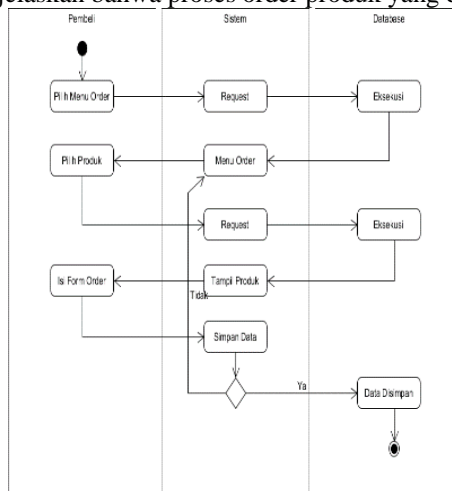 jelaskan bahwa proses order produk yang
Pembeli Sistem Database
Pilih Menu Order Request Eksekusi
Pilih Produk Menu Order
Request Eksekusi
Isi Form Order Tampil Produk
Tidak
Simpan Data
Ya
Data Disimpan